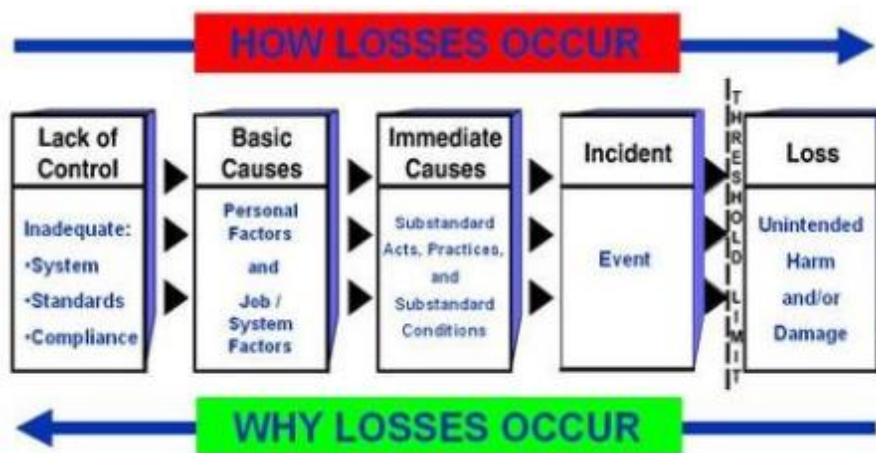 HOW LOSSES OCCUR
Lack of
Control
Inadequate:
•System
•Standards
•Compliance
Basic
Causes
Personal
Factors
and
Job /
System
Factors
Immediate
Causes
Substandard
Acts, Practices,
and
Substandard
Conditions
Incident
Event
THRESHOLD LIMIT
Loss
Unintended
Harm
and/or
Damage
WHY LOSSES OCCUR